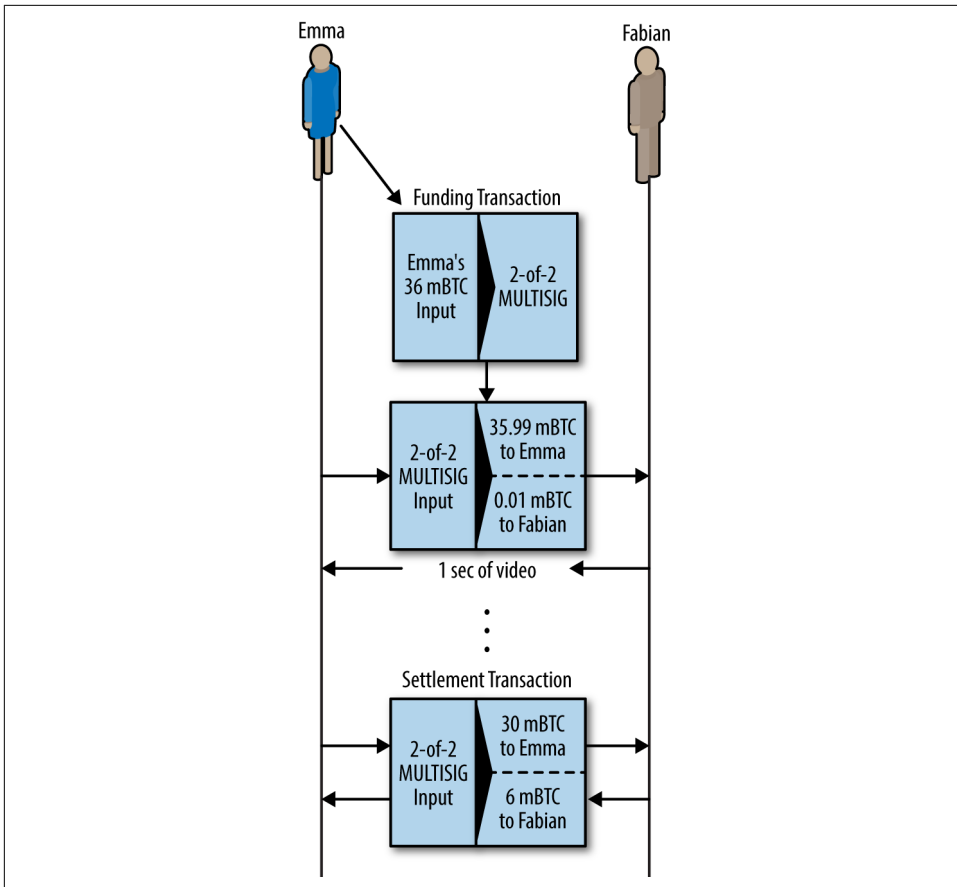 Emma
Fabian
Funding Transaction
Emma's
36 mBTC
Input
2-of-2
MULTISIG
2-of-2
MULTISIG
Input
35.99 mBTC
to Emma
0.01 mBTC
to Fabian
1 sec of video
Settlement Transaction
2-of-2
MULTISIG
Input
30 mBTC
to Emma
6 mBTC
to Fabian